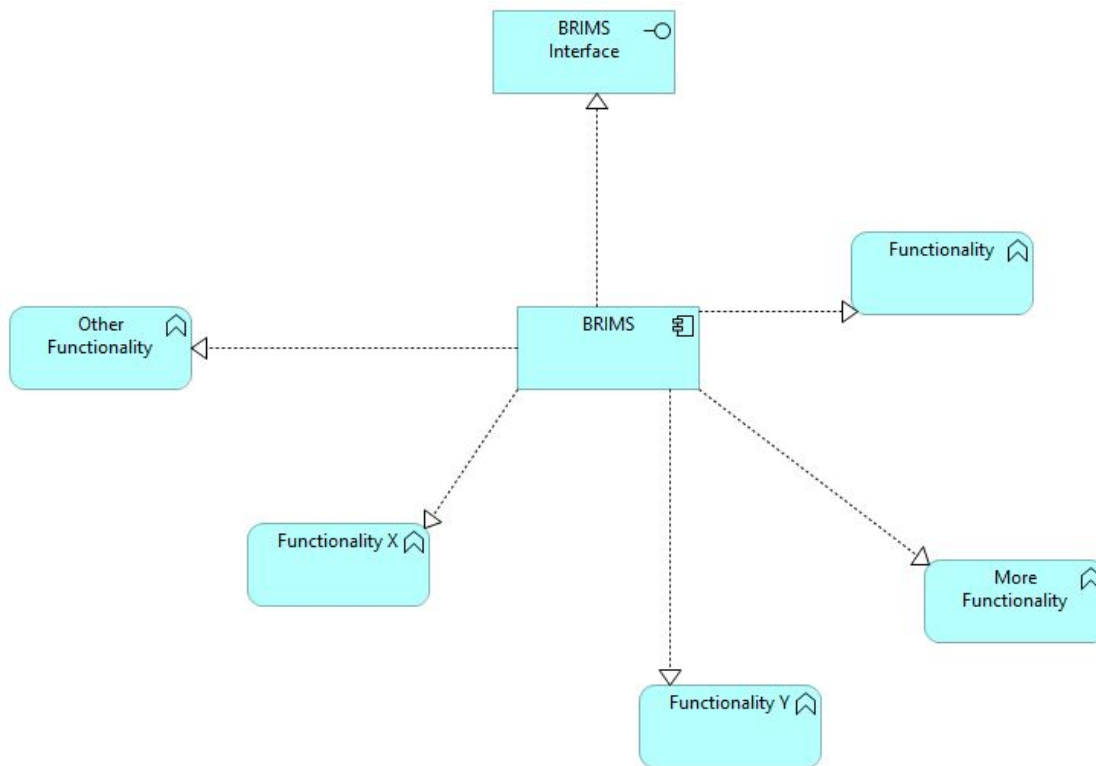 BRIMS
Interface
Functionality
Other
Functionality
BRIMS
Functionality X
More
Functionality
Functionality Y